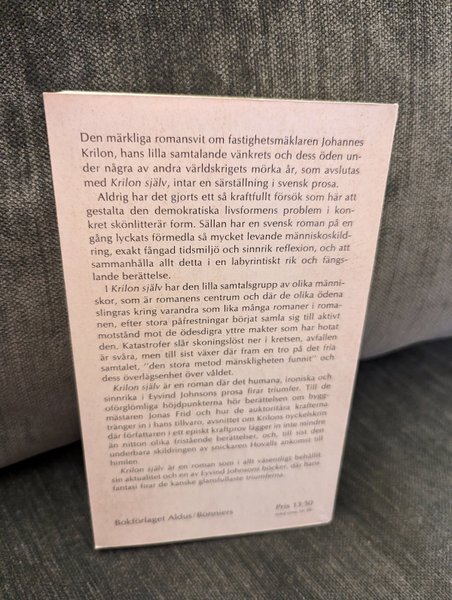 Den märkliga romansvit om fastighetsmäklaren Johannes
Krilon, hans lilla samtalande vänkrets och dess öden un-
der några av andra världskrigets mörka år, som avslutas
med Krilon själv, intar en särställning i svensk prosa.
Aldrig har det gjorts ett så kraftfullt försök som här att
gestalta den demokratiska livsformens problem i kon-
kret skönlitterär form. Sällan har en svensk roman på en
gång lyckats förmedla så mycket levande människoskild-
ring, exakt fångad tidsmiljö och sinnrik reflexion, och att
sammanhålla allt detta i en labyrintiskt rik och fängs-
lande berättelse.
I Krilon själv har den lilla samtalsgrupp av olika männi-
skor, som är romanens centrum och där de olika ödena
slingras kring varandra som lika många romaner i roma-
nen, efter stora påfrestningar börjat samla sig till aktivt
motstånd mot de ödesdigra yttre makter som har hotat
den. Katastrofer slår skoningslöst ner i kretsen, avfallen
är svåra, men till sist växer där fram en tro på det fria
samtalet, "den stora metod mänskligheten funnit" och
dess överlägsenhet över våldet.
Krilon själv är en roman där det humana, ironiska och
sinnrika i Eyvind Johnsons prosa firar triumfer. Till de
oförglömliga höjdpunkterna hör berättelsen om bygg-
mästaren Jonas Frid och hur de auktoritära krafterna
tränger in i hans tillvaro, avsnittet om Krilons nyckelskrin
där författaren i ett episkt kraftprov lägger in inte mindre
än nitton olika fristående berättelser, och, till sist den
underbara skildringen av snickaren Hovalls ankomst till
himlen.
Krilon själv är en roman som i allt väsentligt behållit
sin aktualitet och en av Eyvind Johnsons böcker, där hans
fantasi firar de kanske glansfullaste triumferna.
Bokförlaget Aldus/Bonniers
Pris 13:50